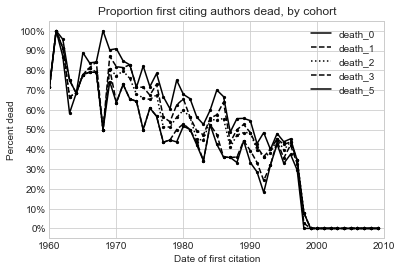 Proportion first citing authors dead, by cohort
100%
90%
80%
70%
60%
50%
40%
30%
20%
10%
0%
Percent dead
death_0
death_1
death_2
death_3
death_5
1960 1970 1980 1990 2000 2010
Date of first citation